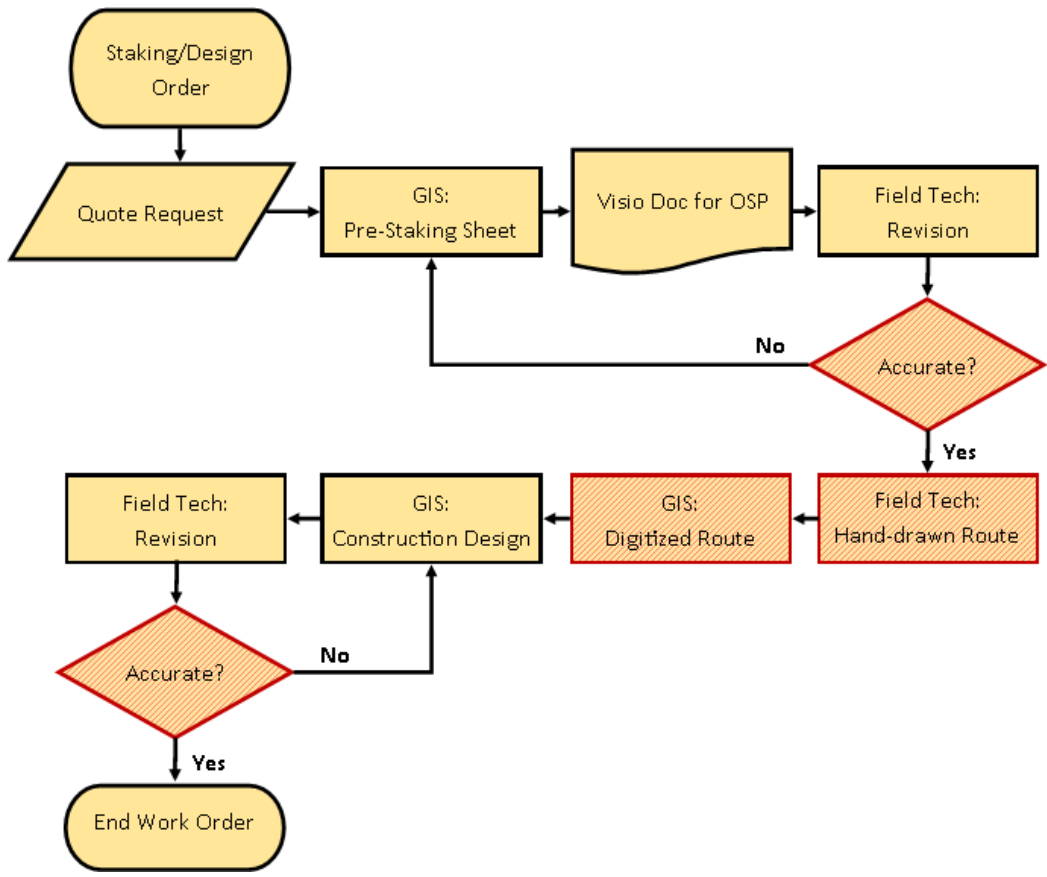 Staking/Design
Order
Quote Request
GIS:
Pre-Staking Sheet
Visio Doc for OSP
Field Tech:
Revision
Accurate?
No
Yes
Field Tech:
Hand-drawn Route
GIS:
Digitized Route
GIS:
Construction Design
Field Tech:
Revision
Accurate?
No
Yes
End Work Order